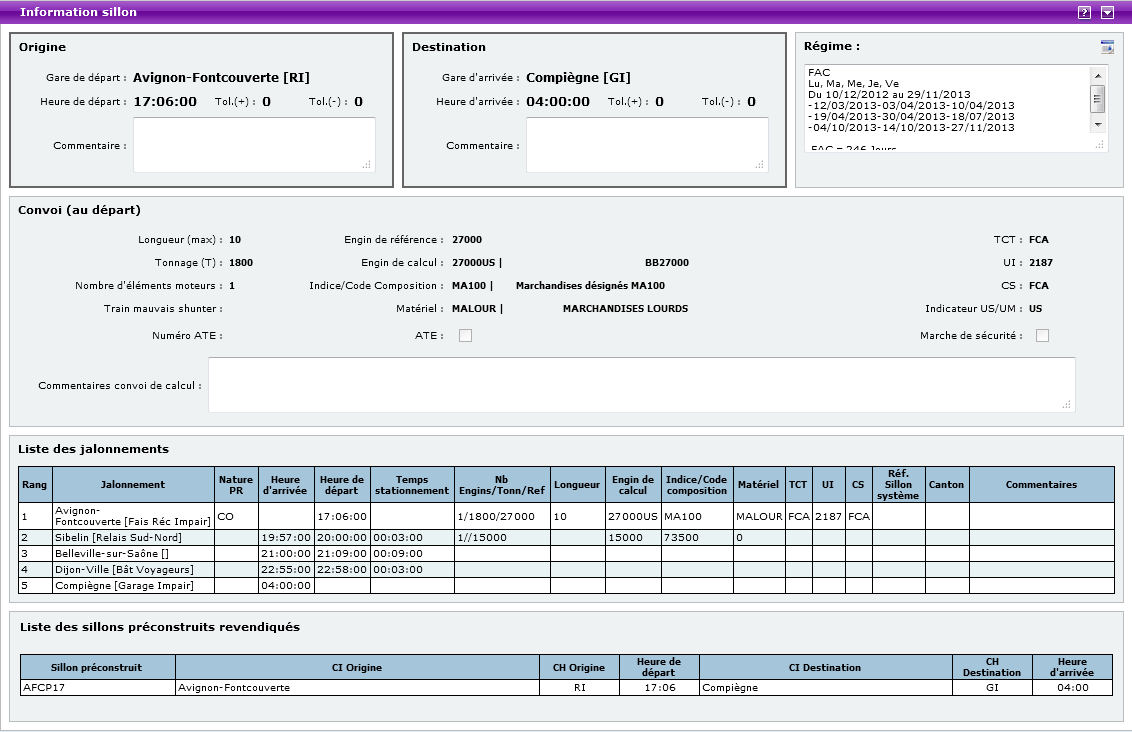 Information sillon
Origine
Gare de départ : Avignon-Fontcouverte [RI]
Heure de départ : 17:06:00 Tol.(+) : 0 Tol.(-) : 0
Commentaire :
Destination
Gare d'arrivée : Compiègne [GI]
Heure d'arrivée : 04:00:00 Tol.(+) : 0 Tol.(-) : 0
Commentaire :
Régime :
FAC
Lu, Ma, Me, Je, Ve
Du 10/12/2012 au 29/11/2013
-12/03/2013-03/04/2013-10/04/2013
-19/04/2013-30/04/2013-18/07/2013
-04/10/2013-14/10/2013-27/11/2013
FAC = 246 Jours
Convoi (au départ)
Longueur (max) : 10 Engin de référence : 27000 TCT : FCA
Tonnage (T) : 1800 Engin de calcul : 27000US | BB27000 UI : 2187
Nombre d'éléments moteurs : 1 Indice/Code Composition : MA100 | Marchandises désignés MA100 CS : FCA
Train mauvais shunter : Matériel : MALOUR | MARCHANDISES LOURDS Indicateur US/UM : US
Numéro ATE : ATE : Marche de sécurité :
Commentaires convoi de calcul :
Liste des jalonnements
Rang Jalonnement Nature PR Heure d'arrivée Heure de départ Temps stationnement Nb Engins/Tonn/Ref Longueur Engin de calcul Indice/Code composition Matériel TCT UI CS Réf. Sillon système Canton Commentaires
1 Avignon-Fontcouverte [Fais Réc Impair] CO 17:06:00 1/1800/27000 10 27000US MA100 MALOUR FCA 2187 FCA
2 Sibelin [Relais Sud-Nord] 19:57:00 20:00:00 00:03:00 1//15000 15000 73500 0
3 Belleville-sur-Saône [] 21:00:00 21:09:00 00:09:00
4 Dijon-Ville [Bât Voyageurs] 22:55:00 22:58:00 00:03:00
5 Compiègne [Garage Impair] 04:00:00
Liste des sillons préconstruits revendiqués
Sillon préconstruit CI Origine CH Origine Heure de départ CI Destination CH Destination Heure d'arrivée
AFCP17 Avignon-Fontcouverte RI 17:06 Compiègne GI 04:00